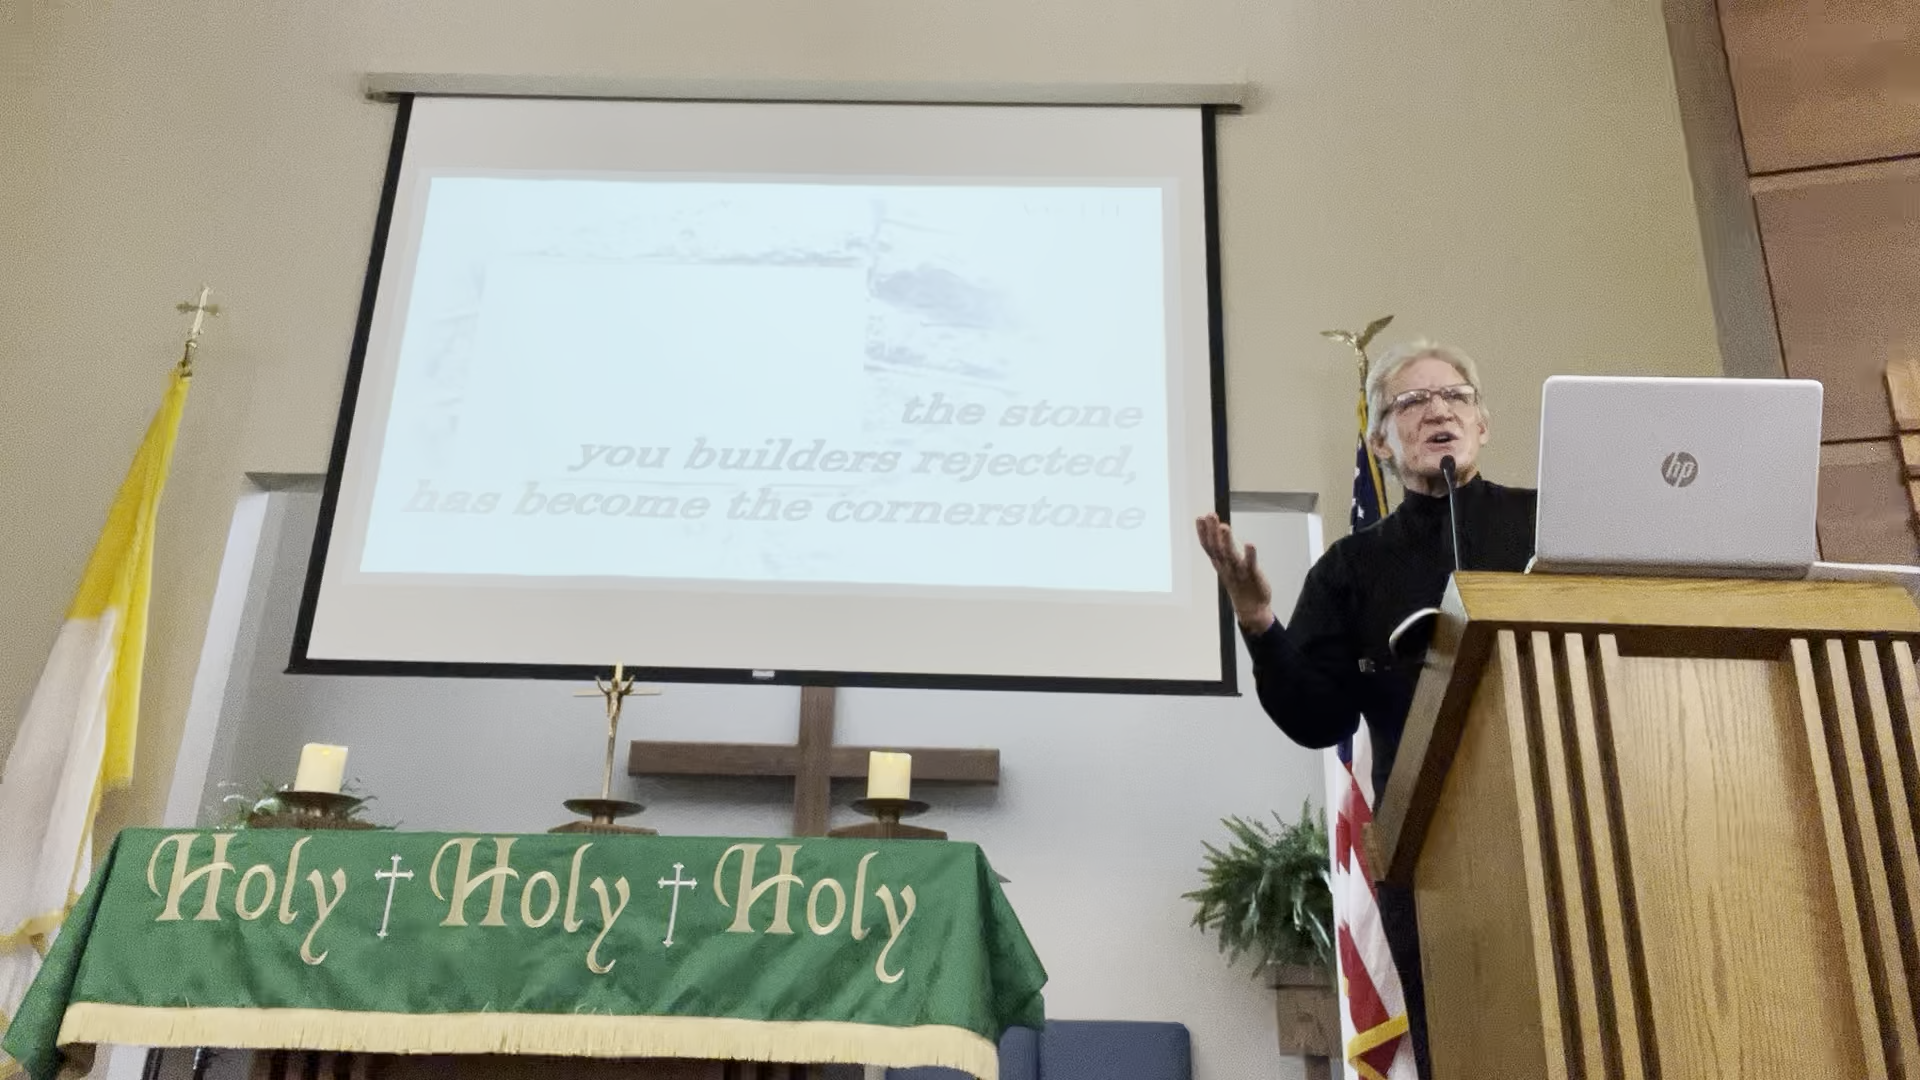 the stone
you builders rejected,
has become the cornerstone
hp
Holy Holy Holy